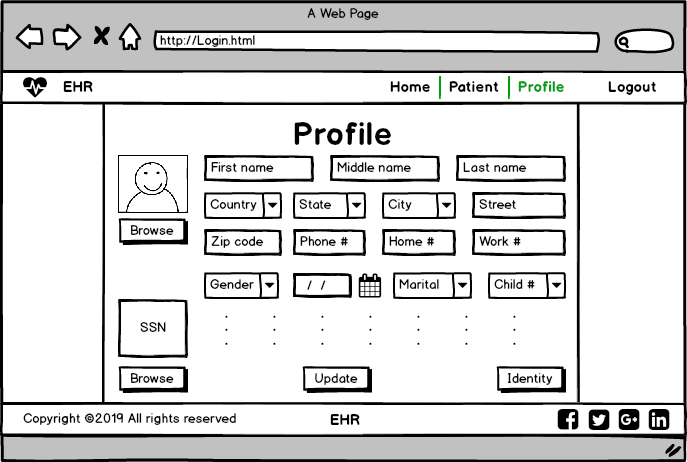 A Web Page
http://Login.html
EHR Home Patient Profile Logout
Profile
First name Middle name Last name
Country State City Street
Browse
Zip code Phone # Home # Work #
Gender / / Marital Child #
SSN
Browse Update Identity
Copyright ©2019 All rights reserved EHR